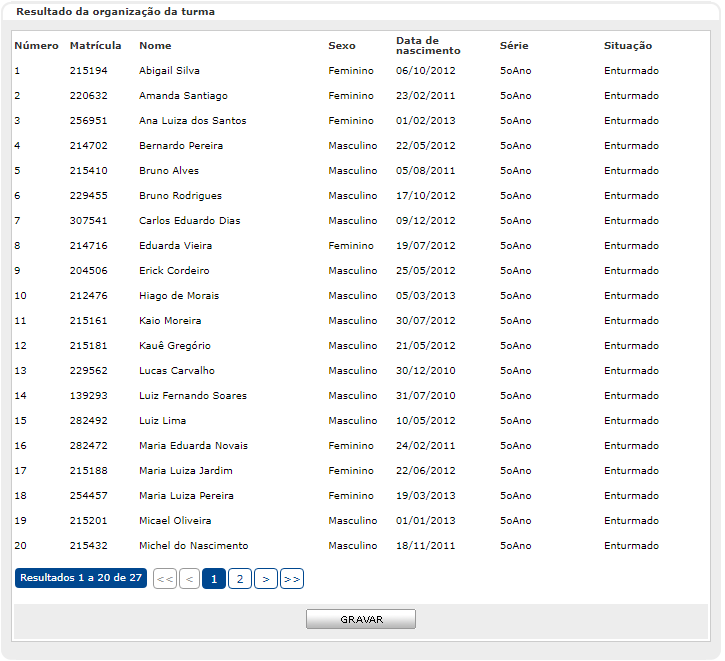 Resultado da organização da turma
Número Matrícula Nome Sexo Data de nascimento Série Situação
1 215194 Abigail Silva Feminino 06/10/2012 5oAno Enturmado
2 220632 Amanda Santiago Feminino 23/02/2011 5oAno Enturmado
3 256951 Ana Luiza dos Santos Feminino 01/02/2013 5oAno Enturmado
4 214702 Bernardo Pereira Masculino 22/05/2012 5oAno Enturmado
5 215410 Bruno Alves Masculino 05/08/2011 5oAno Enturmado
6 229455 Bruno Rodrigues Masculino 17/10/2012 5oAno Enturmado
7 307541 Carlos Eduardo Dias Masculino 09/12/2012 5oAno Enturmado
8 214716 Eduarda Vieira Feminino 19/07/2012 5oAno Enturmado
9 204506 Erick Cordeiro Masculino 25/05/2012 5oAno Enturmado
10 212476 Hiago de Morais Masculino 05/03/2013 5oAno Enturmado
11 215161 Kaio Moreira Masculino 30/07/2012 5oAno Enturmado
12 215181 Kauê Gregório Masculino 21/05/2012 5oAno Enturmado
13 229562 Lucas Carvalho Masculino 30/12/2010 5oAno Enturmado
14 139293 Luiz Fernando Soares Masculino 31/07/2010 5oAno Enturmado
15 282492 Luiz Lima Masculino 10/05/2012 5oAno Enturmado
16 282472 Maria Eduarda Novais Feminino 24/02/2011 5oAno Enturmado
17 215188 Maria Luiza Jardim Feminino 22/06/2012 5oAno Enturmado
18 254457 Maria Luiza Pereira Feminino 19/03/2013 5oAno Enturmado
19 215201 Micael Oliveira Masculino 01/01/2013 5oAno Enturmado
20 215432 Michel do Nascimento Masculino 18/11/2011 5oAno Enturmado
Resultados 1 a 20 de 27 << < 1 2 > >>
GRAVAR